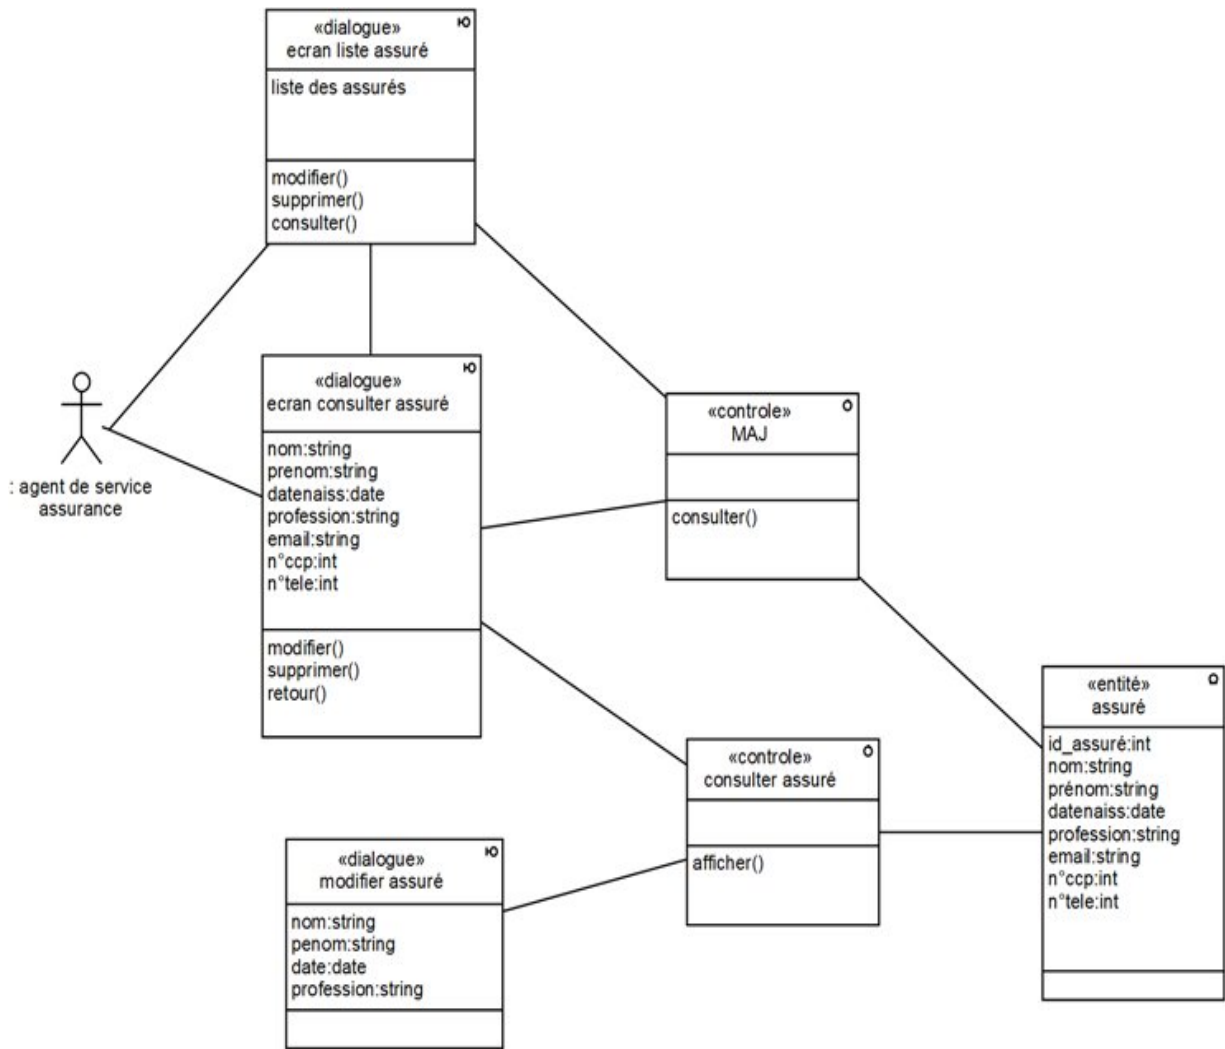 «dialogue»
ecran liste assuré
liste des assurés
modifier()
supprimer()
consulter()
«dialogue»
ecran consulter assuré
nom:string
prenom:string
datenaiss:date
profession:string
email:string
n°ccp:int
n°tele:int
modifier()
supprimer()
retour()
: agent de service
assurance
«controle»
MAJ
consulter()
«controle»
consulter assuré
afficher()
«entité»
assuré
id_assuré:int
nom:string
prénom:string
datenaiss:date
profession:string
email:string
n°ccp:int
n°tele:int
«dialogue»
modifier assuré
nom:string
penom:string
date:date
profession:string